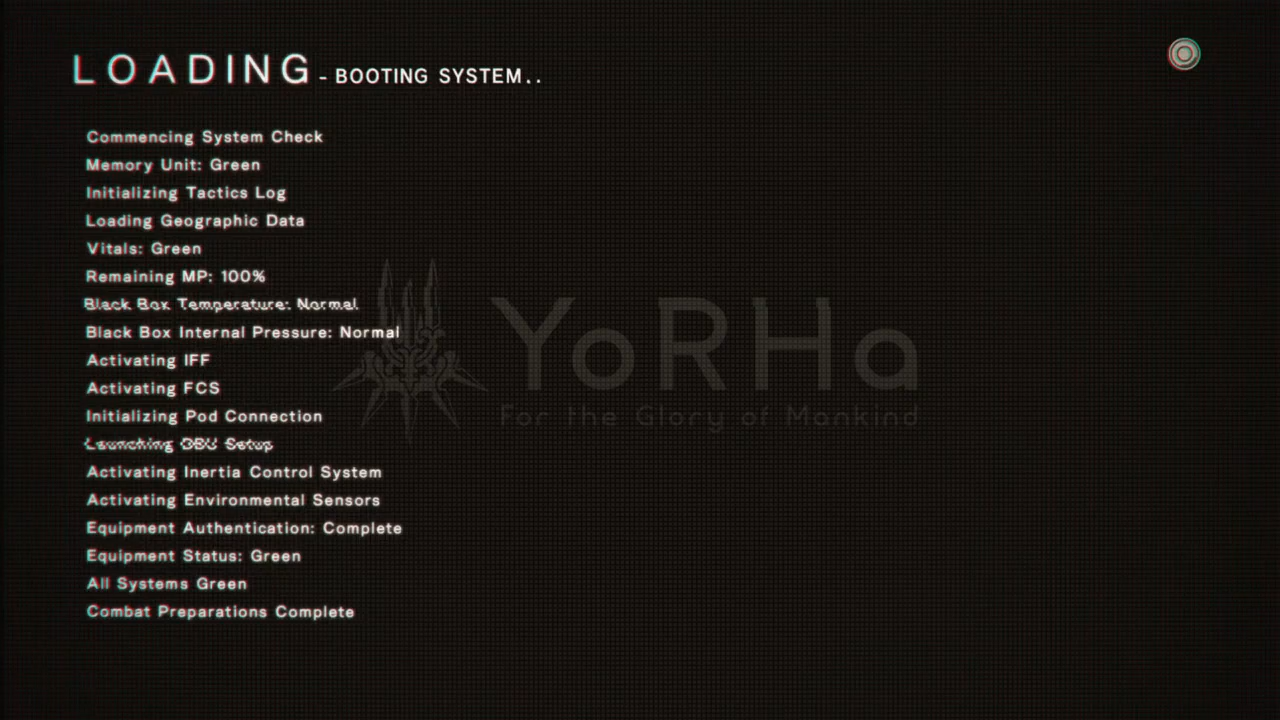 LOADING - BOOTING SYSTEM..
Commencing System Check
Memory Unit: Green
Initializing Tactics Log
Loading Geographic Data
Vitals: Green
Remaining MP: 100%
Black Box Temperature: Normal
Black Box Internal Pressure: Normal
Activating IFF
Activating FCS
Initializing Pod Connection
Launching DBU Setup
Activating Inertia Control System
Activating Environmental Sensors
Equipment Authentication: Complete
Equipment Status: Green
All Systems Green
Combat Preparations Complete
YoRHa
For the Glory of Mankind